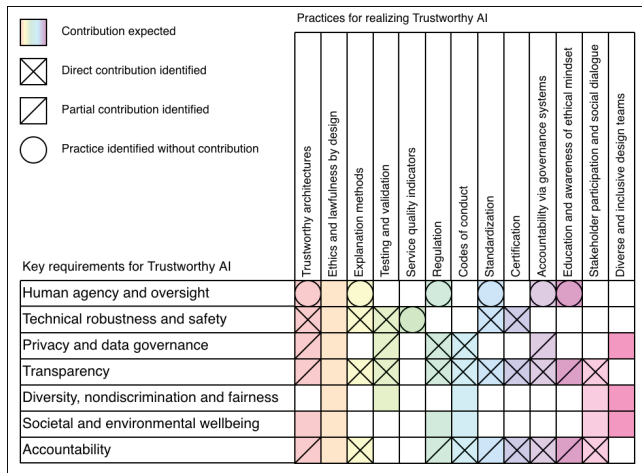 Practices for realizing Trustworthy AI
Contribution expected
Direct contribution identified
Partial contribution identified
Practice identified without contribution
Trustworthy architectures
Ethics and lawfulness by design
Explanation methods
Testing and validation
Service quality indicators
Regulation
Codes of conduct
Standardization
Certification
Accountability via governance systems
Education and awareness of ethical mindset
Stakeholder participation and social dialogue
Diverse and inclusive design teams
Key requirements for Trustworthy AI
Human agency and oversight
Technical robustness and safety
Privacy and data governance
Transparency
Diversity, nondiscrimination and fairness
Societal and environmental wellbeing
Accountability